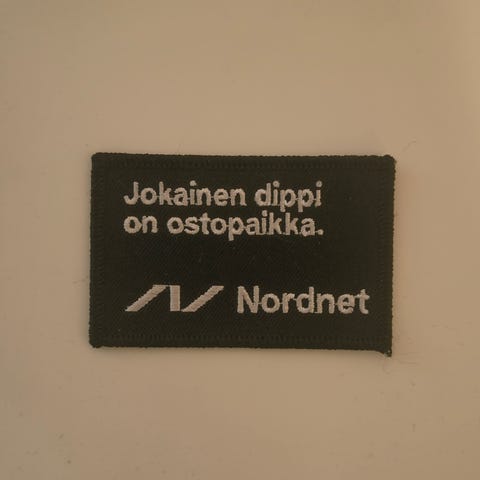 Jokainen dippi
on ostopaikka.
Nordnet